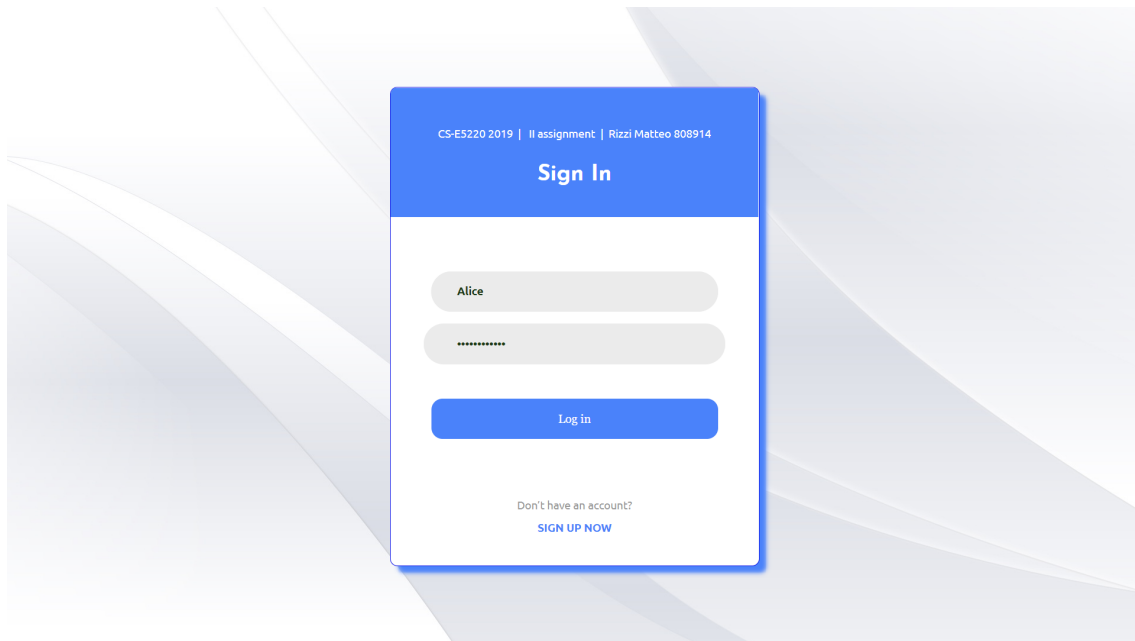 CS-E5220 2019 | II assignment | Rizzi Matteo 808914
Sign In
Alice
••••••••••••
Log in
Don't have an account?
SIGN UP NOW